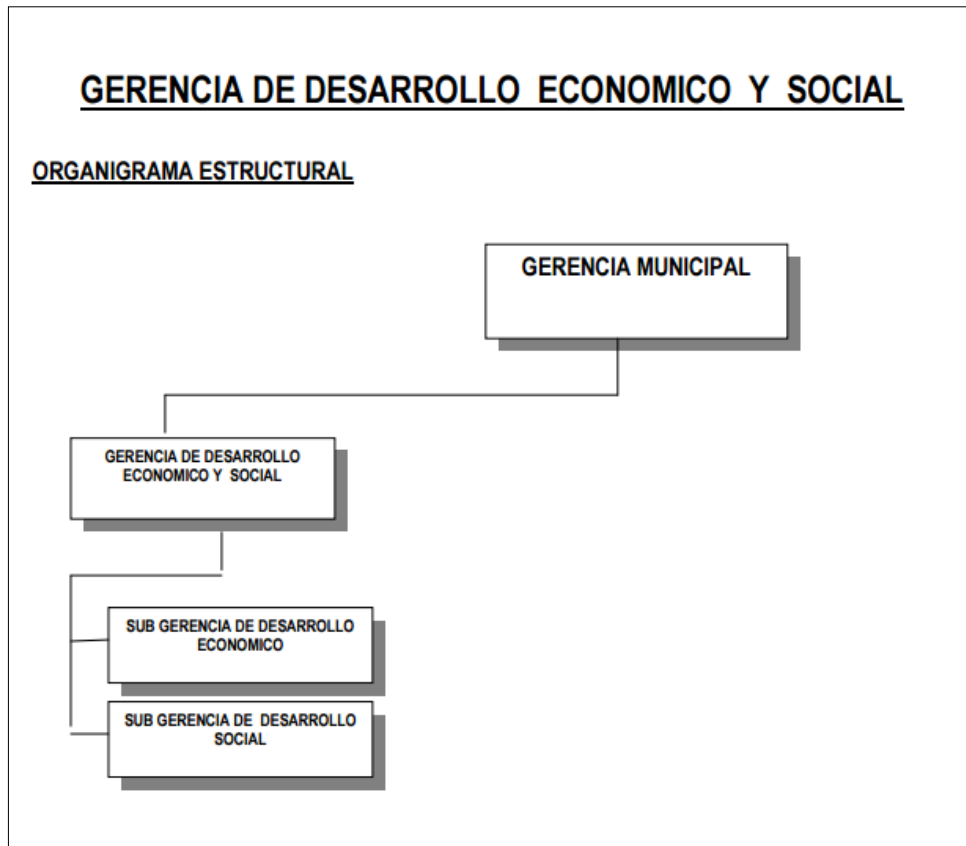 GERENCIA DE DESARROLLO ECONOMICO Y SOCIAL
ORGANIGRAMA ESTRUCTURAL
GERENCIA MUNICIPAL
GERENCIA DE DESARROLLO
ECONOMICO Y SOCIAL
SUB GERENCIA DE DESARROLLO
ECONOMICO
SUB GERENCIA DE DESARROLLO
SOCIAL